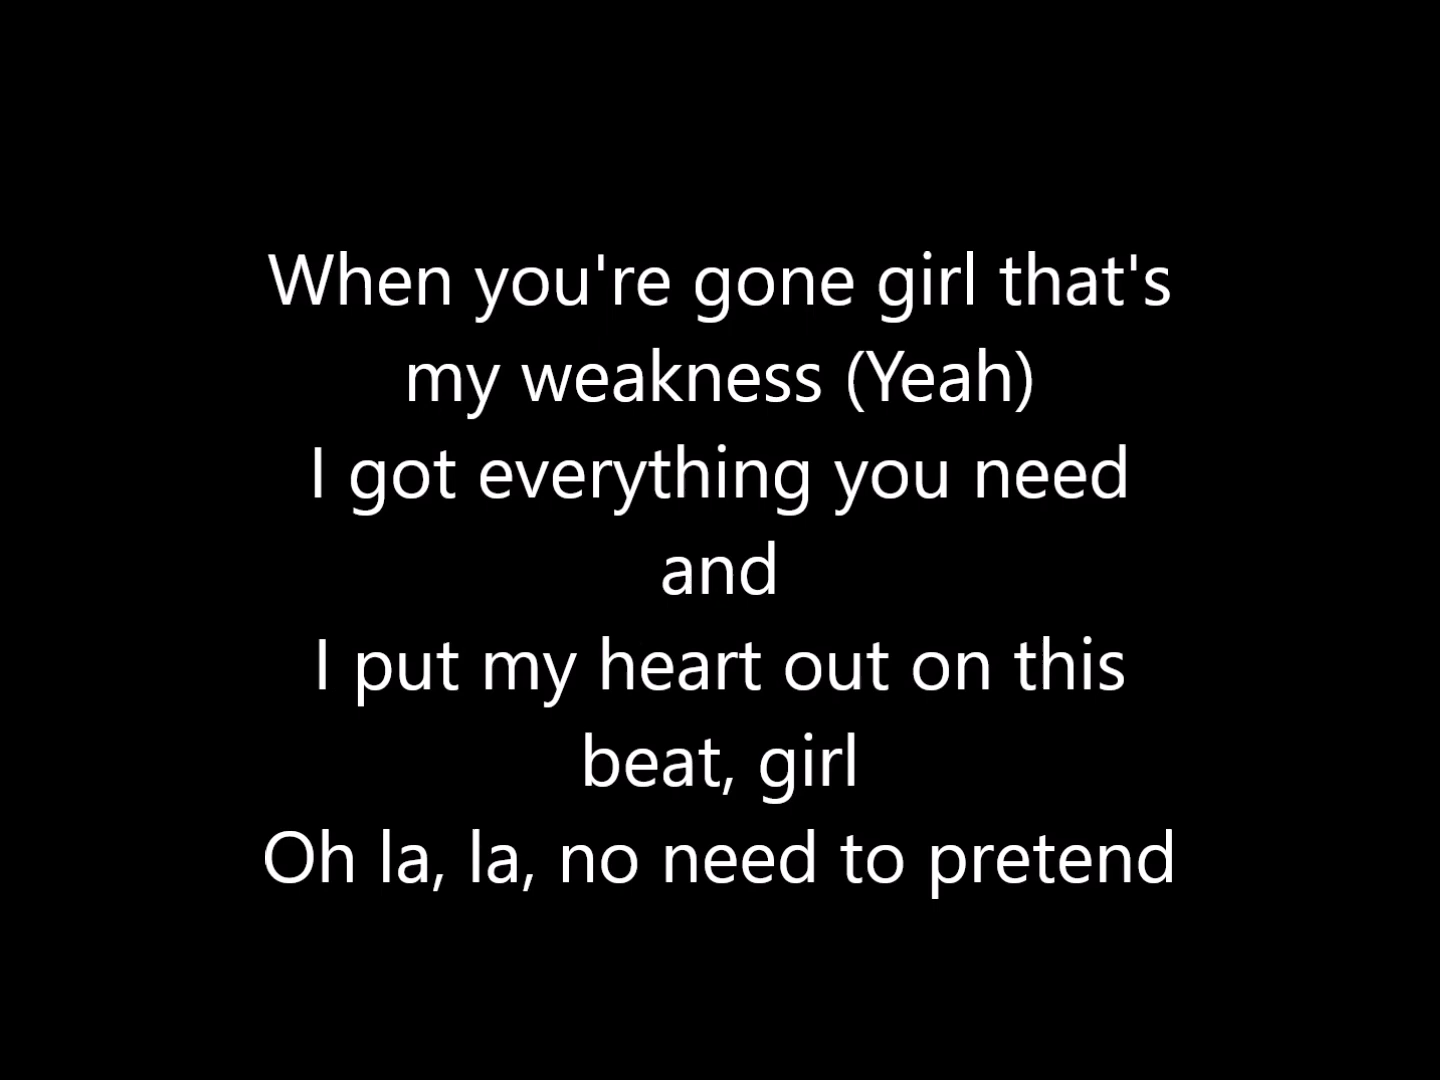 When you're gone girl that's
my weakness (Yeah)
I got everything you need
and
I put my heart out on this
beat, girl
Oh la, la, no need to pretend